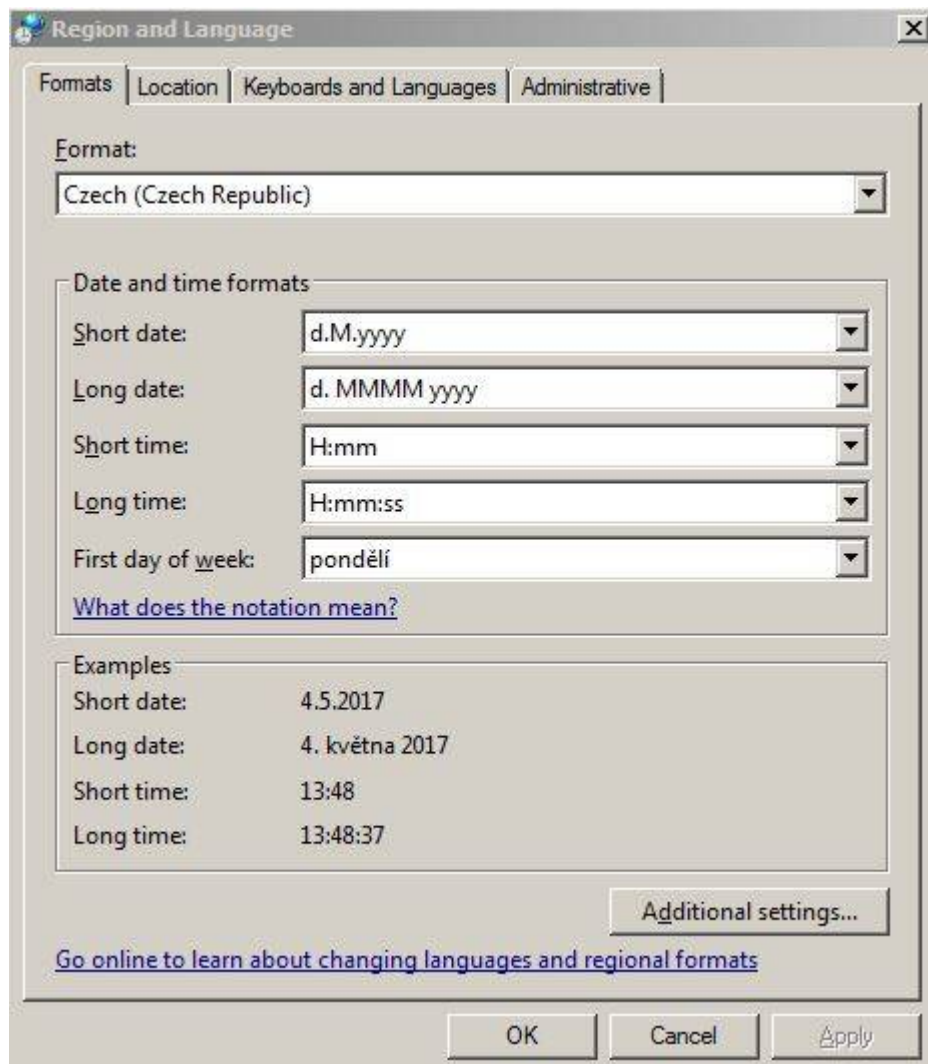 Region and Language
Formats Location Keyboards and Languages Administrative
Format:
Czech (Czech Republic)
Date and time formats
Short date: d.M.yyyy
Long date: d. MMMM yyyy
Short time: H:mm
Long time: H:mm:ss
First day of week: pondělí
What does the notation mean?
Examples
Short date: 4.5.2017
Long date: 4. května 2017
Short time: 13:48
Long time: 13:48:37
Additional settings...
Go online to learn about changing languages and regional formats
OK Cancel Apply